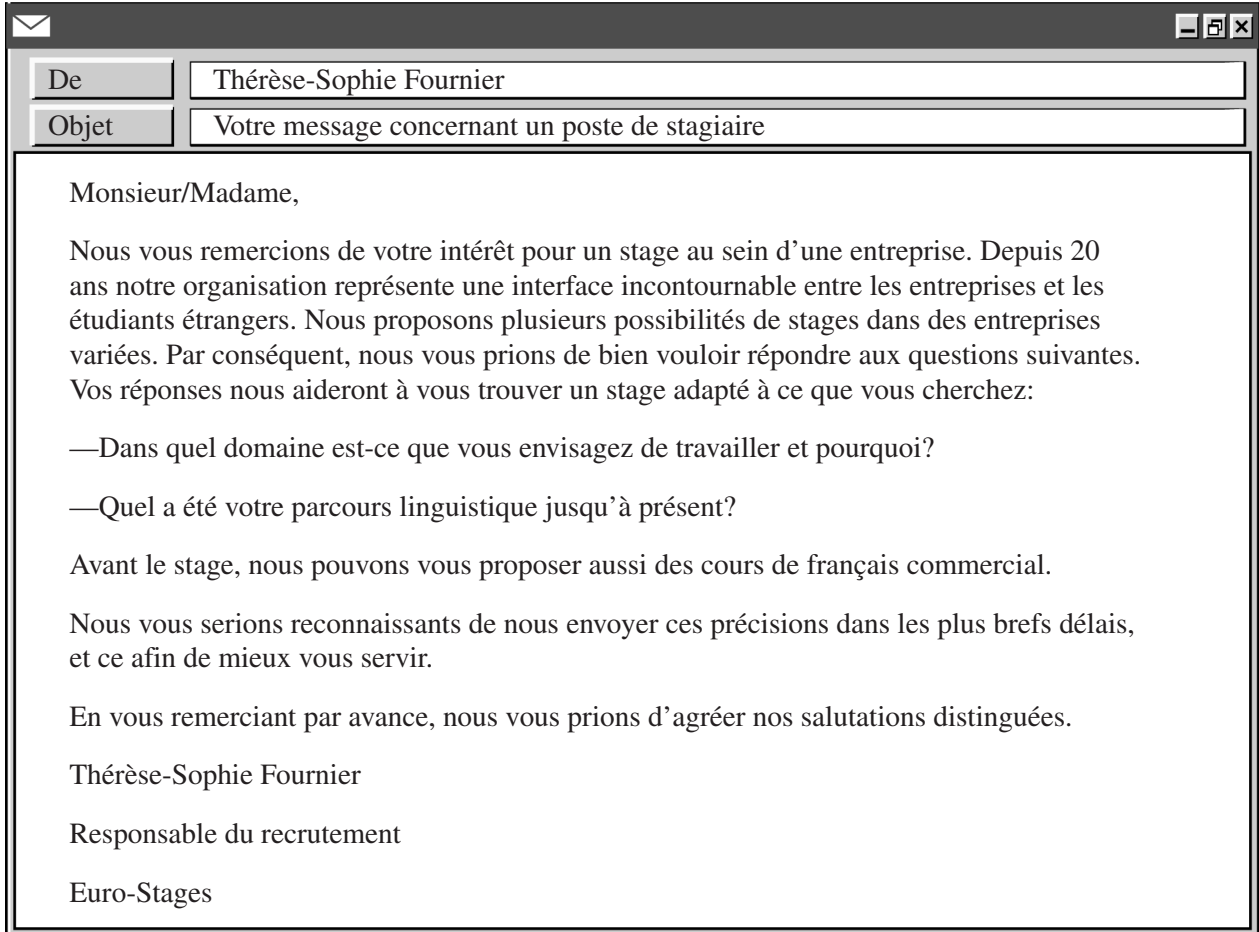 De
Thérèse-Sophie Fournier
Objet
Votre message concernant un poste de stagiaire
Monsieur/Madame,
Nous vous remercions de votre intérêt pour un stage au sein d’une entreprise. Depuis 20
ans notre organisation représente une interface incontournable entre les entreprises et les
étudiants étrangers. Nous proposons plusieurs possibilités de stages dans des entreprises
variées. Par conséquent, nous vous prions de bien vouloir répondre aux questions suivantes.
Vos réponses nous aideront à vous trouver un stage adapté à ce que vous cherchez:
—Dans quel domaine est-ce que vous envisagez de travailler et pourquoi?
—Quel a été votre parcours linguistique jusqu’à présent?
Avant le stage, nous pouvons vous proposer aussi des cours de français commercial.
Nous vous serions reconnaissants de nous envoyer ces précisions dans les plus brefs délais,
et ce afin de mieux vous servir.
En vous remerciant par avance, nous vous prions d’agréer nos salutations distinguées.
Thérèse-Sophie Fournier
Responsable du recrutement
Euro-Stages